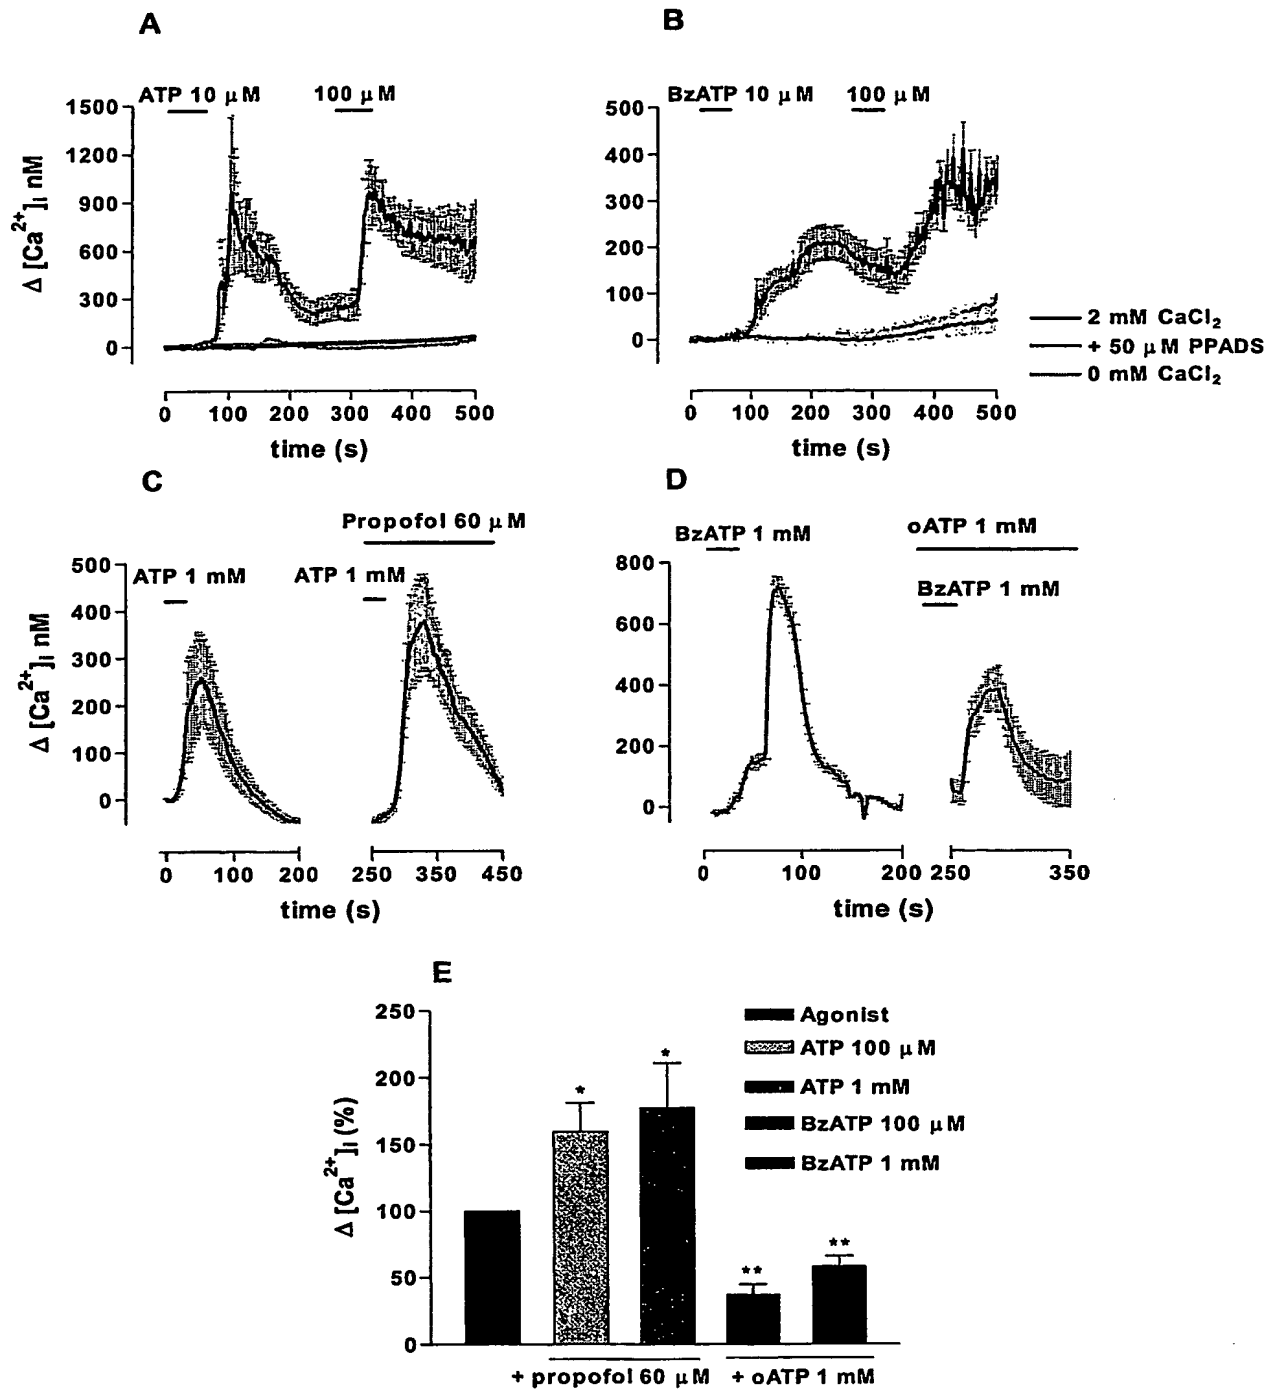 A
B
ATP 10 μM
100 μM
BzATP 10 μM
100 μM
1500
1200
900
600
300
0
Δ [Ca2+]i nM
0 100 200 300 400 500
time (s)
500
400
300
200
100
0
0 100 200 300 400 500
time (s)
2 mM CaCl2
+ 50 μM PPADS
0 mM CaCl2
C
D
Propofol 60 μM
ATP 1 mM
ATP 1 mM
500
400
300
200
100
0
Δ [Ca2+]i nM
0 100 200 250 350 450
time (s)
BzATP 1 mM
oATP 1 mM
BzATP 1 mM
800
600
400
200
0
0 100 200 250 350
time (s)
E
250
200
150
100
50
0
Δ [Ca2+]i (%)
*
*
**
**
Agonist
ATP 100 μM
ATP 1 mM
BzATP 100 μM
BzATP 1 mM
+ propofol 60 μM
+ oATP 1 mM